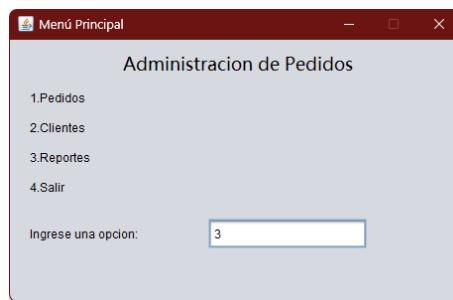 Menú Principal
Administracion de Pedidos
1.Pedidos
2.Clientes
3.Reportes
4.Salir
Ingrese una opcion: 3